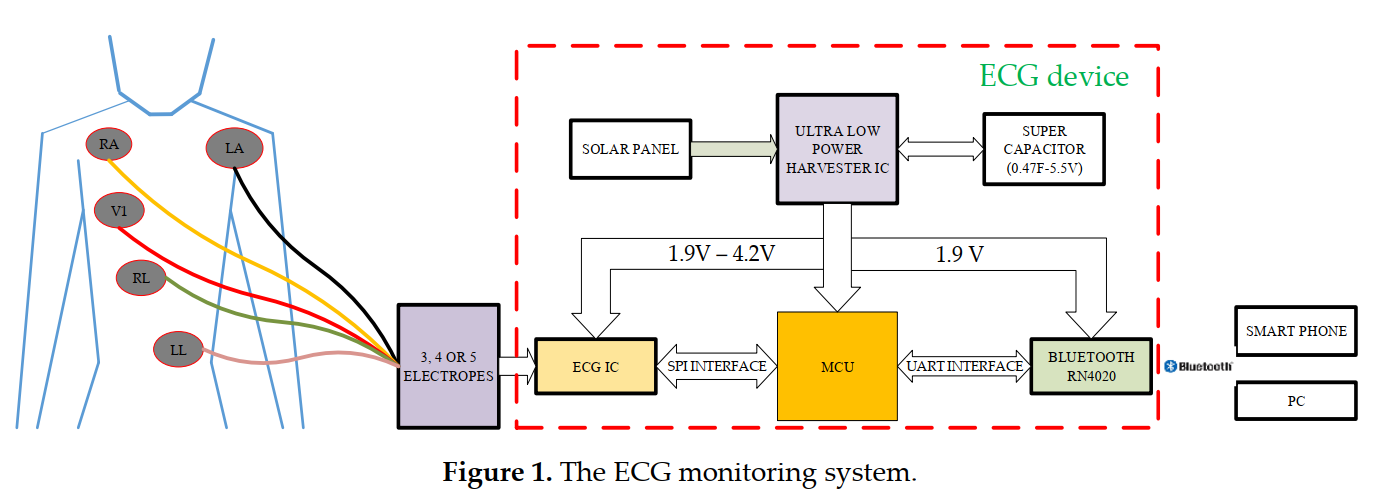 ECG device
RA
LA
V1
RL
LL
SOLAR PANEL
ULTRA LOW
POWER
HARVESTER IC
SUPER
CAPACITOR
(0.47F-5.5V)
1.9V – 4.2V
1.9 V
3, 4 OR 5
ELECTROPES
ECG IC
SPI INTERFACE
MCU
UART INTERFACE
BLUETOOTH
RN4020
Bluetooth
SMART PHONE
PC
Figure 1. The ECG monitoring system.